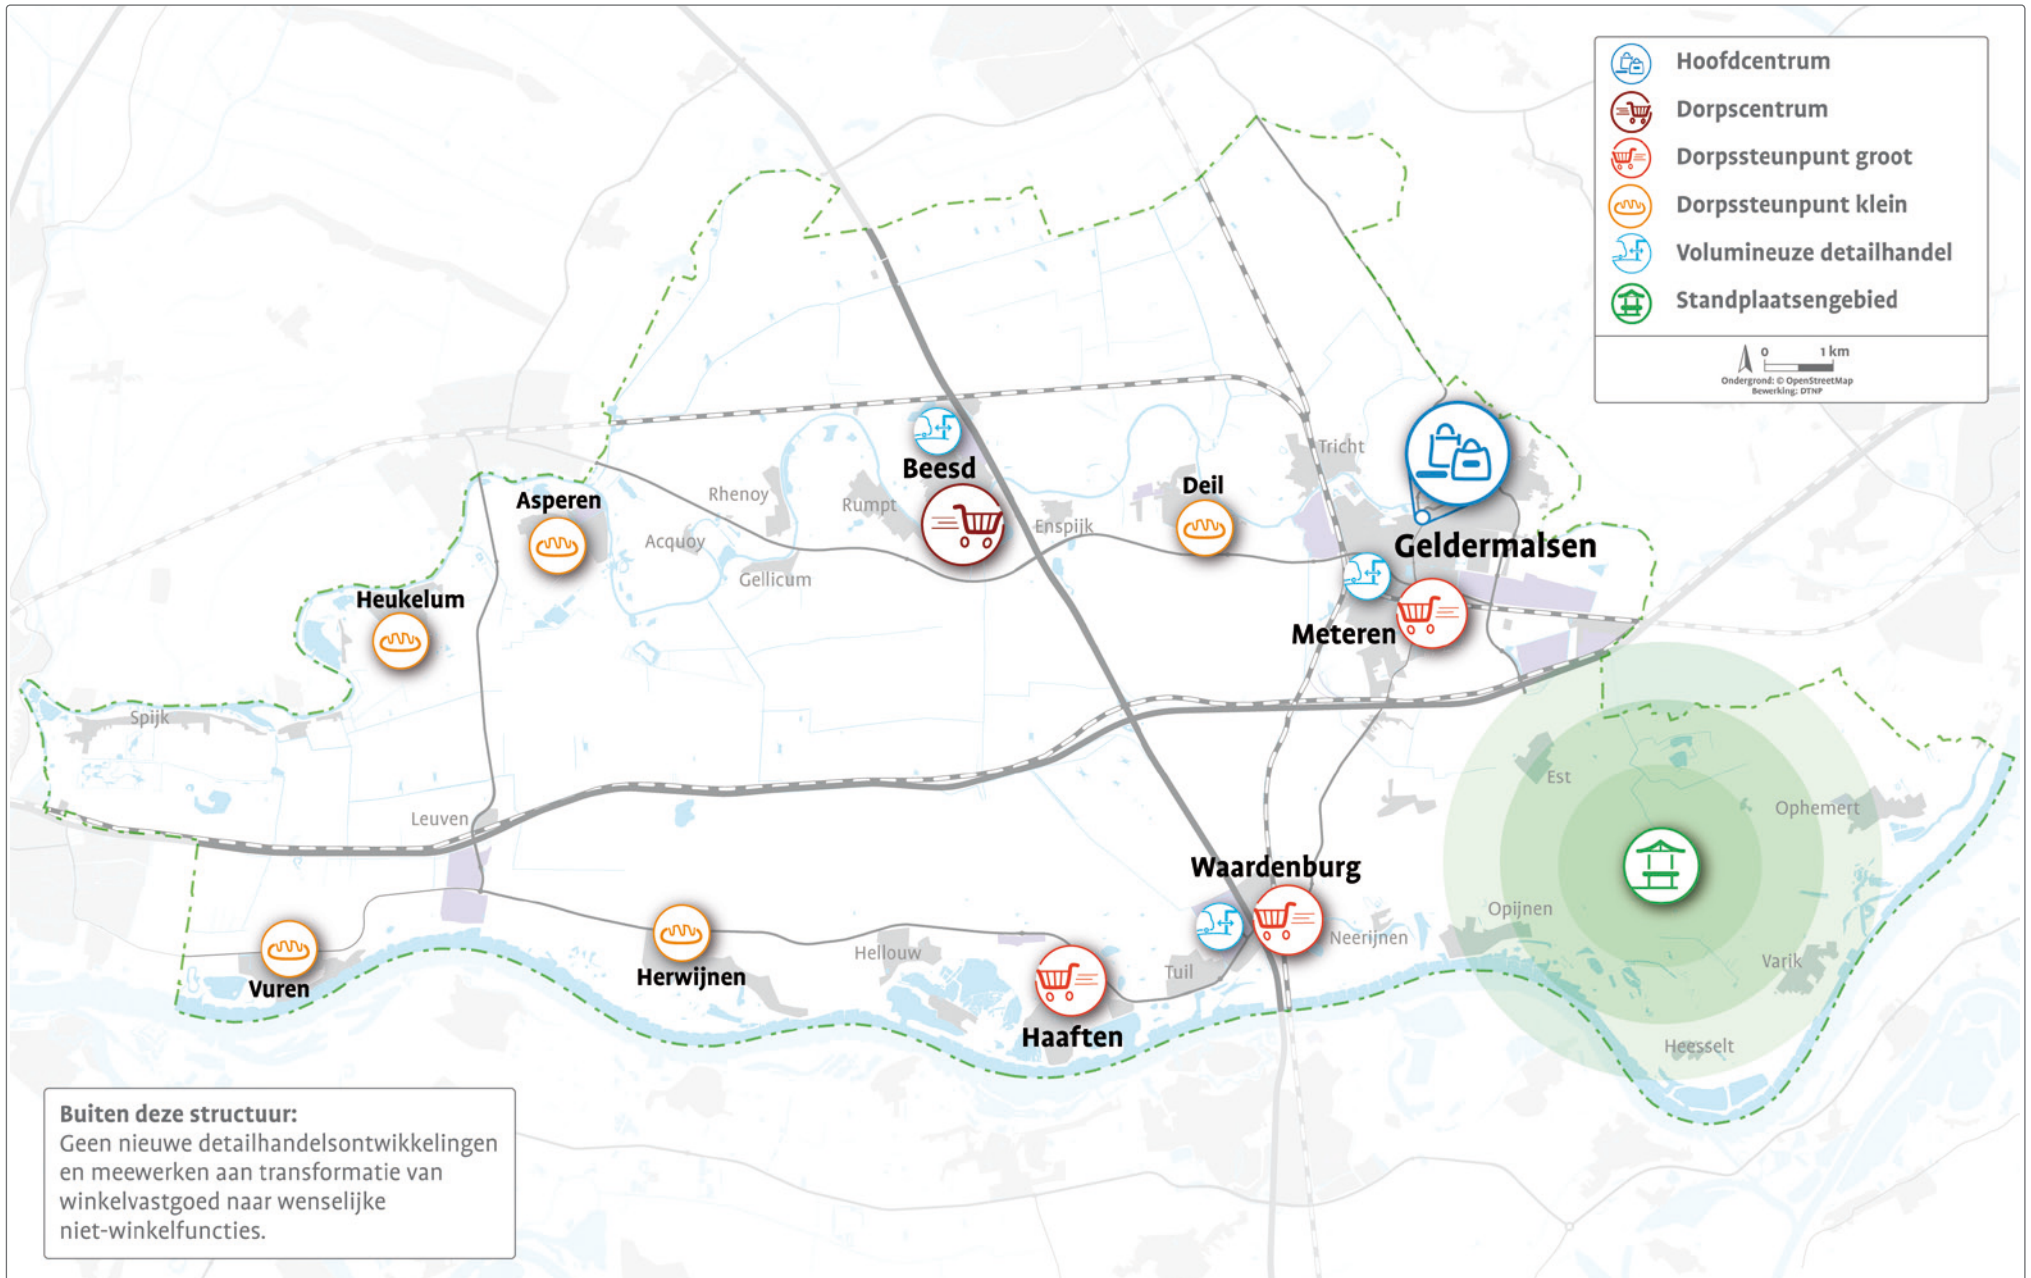 Hoofdcentrum
Dorpscentrum
Dorpssteunpunt groot
Dorpssteunpunt klein
Volumineuze detailhandel
Standplaatsengebied
0 1 km
Ondergrond: © OpenStreetMap
Bewerking: DTNP
Tricht
Beesd
Rhenoy
Rumpt
Deil
Asperen
Enspijk
Acquoy
Geldermalsen
Gellicum
Heukelum
Meteren
Spijk
Est
Ophemert
Leuven
Waardenburg
Opijnen
Neerijnen
Hellouw
Varik
Tuil
Herwijnen
Vuren
Haaften
Heesselt
Buiten deze structuur:
Geen nieuwe detailhandelsontwikkelingen
en meewerken aan transformatie van
winkelvastgoed naar wenselijke
niet-winkelfuncties.